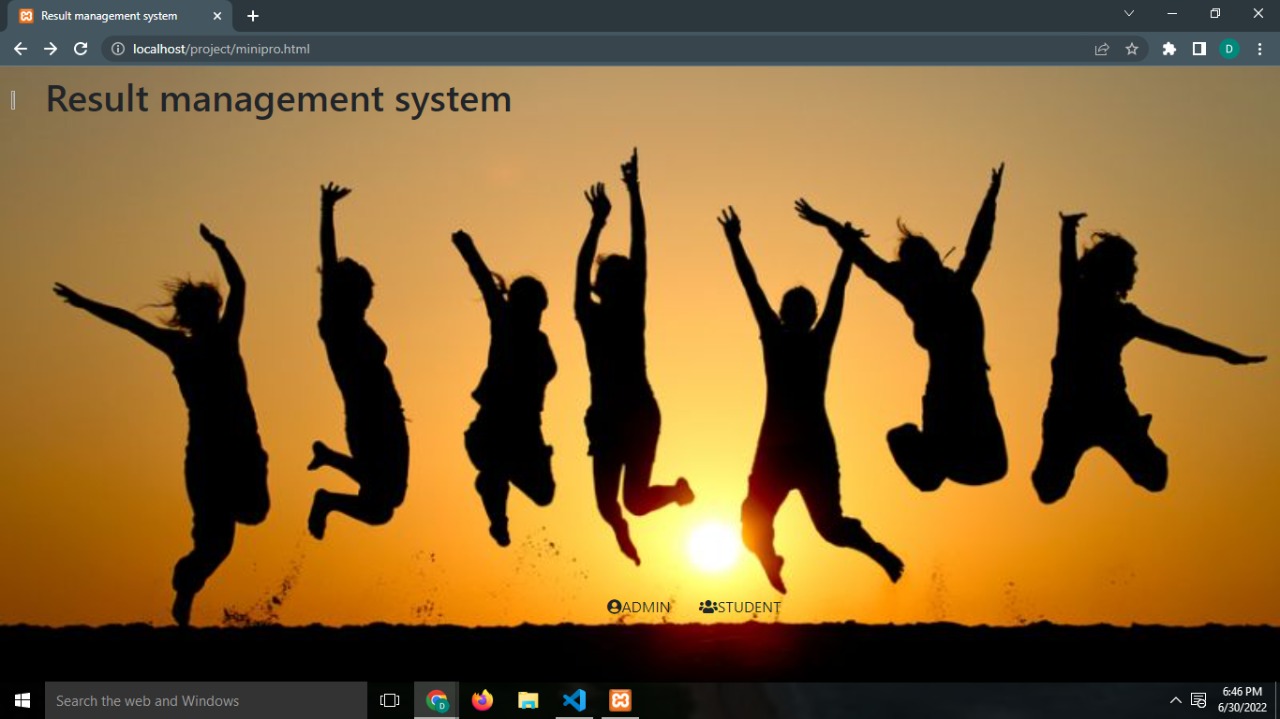 Result management system
localhost/project/minipro.html
D
Result management system
ADMIN STUDENT
Search the web and Windows
D
6:46 PM
6/30/2022